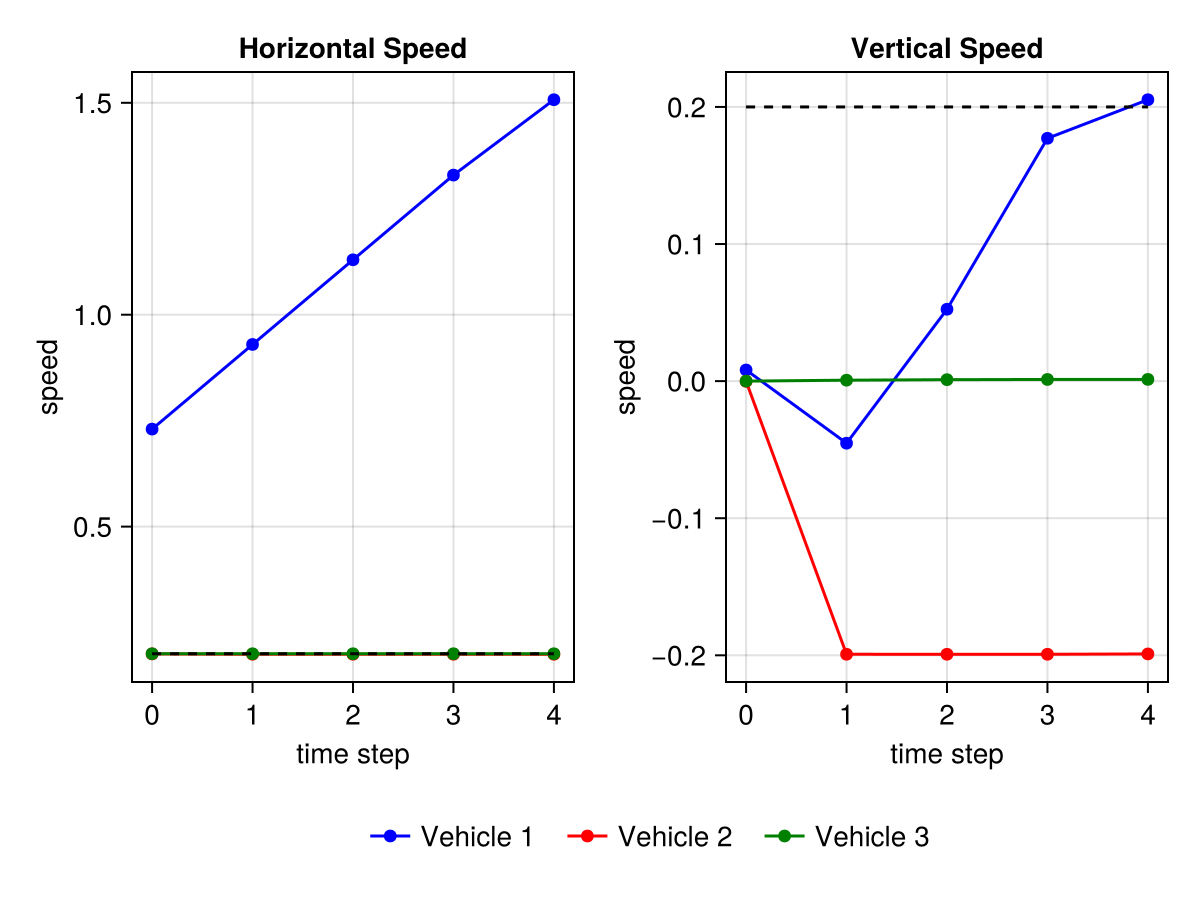 Horizontal Speed
1.5
1.0
0.5
speed
0 1 2 3 4
time step
Vertical Speed
0.2
0.1
0.0
−0.1
−0.2
speed
0 1 2 3 4
time step
Vehicle 1 Vehicle 2 Vehicle 3